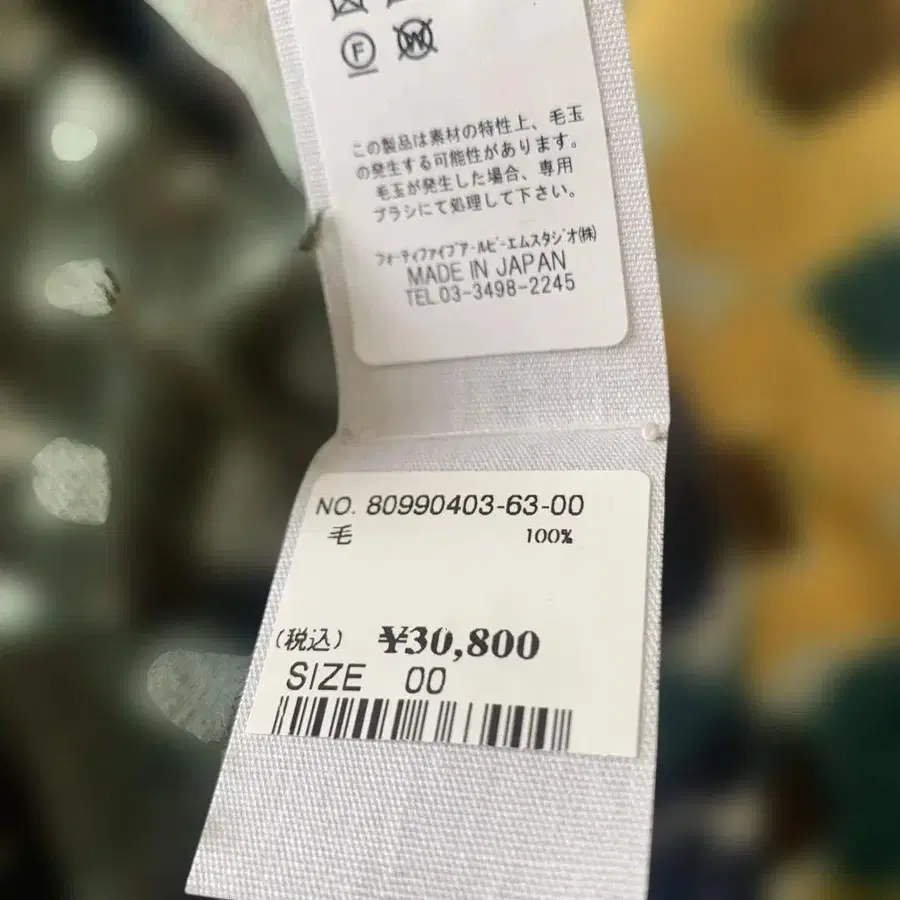 F
W
この製品は素材の特性上、毛玉
の発生する可能性があります。
毛玉が発生した場合、専用
ブラシにて処理して下さい。
フォーティファイブアールピーエムスタジオ(株)
MADE IN JAPAN
TEL.03-3498-2245
NO. 80990403-63-00
毛 100%
(税込) ¥30,800
SIZE 00